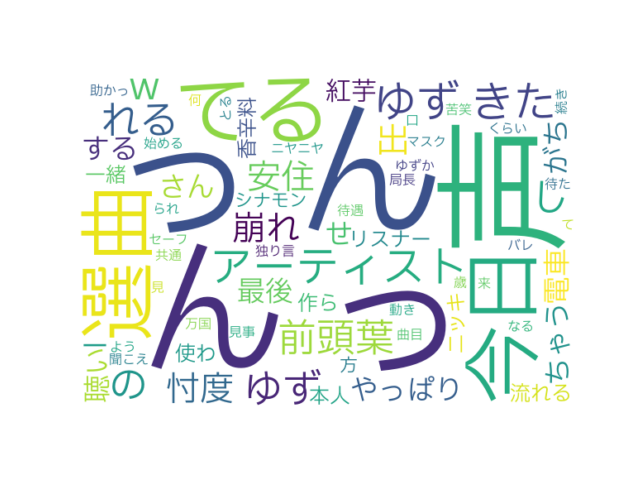 助かっ
w
てる
何
るっ
香辛料
紅芋
ゆず
きた
続き
れる
する
始める
ニヤニヤ
苦笑
口
マスク
くらい
出
がち
し
声
っ
ん
一緒
さん
安住
ゆずか
局長
待た
シナモン
られ
待遇
選曲
崩れ
せ
リスナー
て
セーフ
共通
独り言
バレ
電車
今日
アーティスト
見
最後
作ら
動き
歳
来
ニッキ
ちゃう
万国
見事
前頭葉
曲目
なる
よう
聞こえ
使わ
方
聴い
の
忖度
ゆず
本人
やっぱり
流れる
んっ
ー